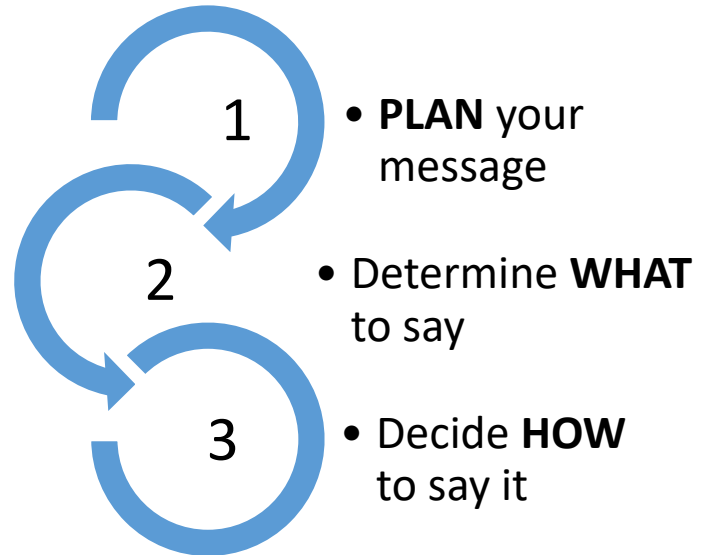 1
• PLAN your
message
2
• Determine WHAT
to say
3
• Decide HOW
to say it